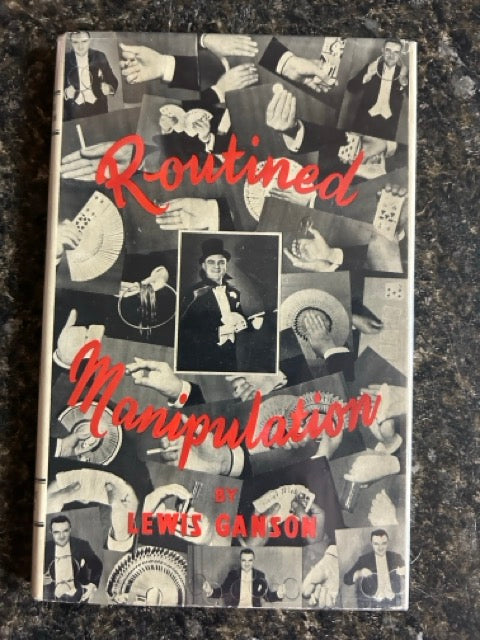 Routined
Manipulation
BY
LEWIS GANSON